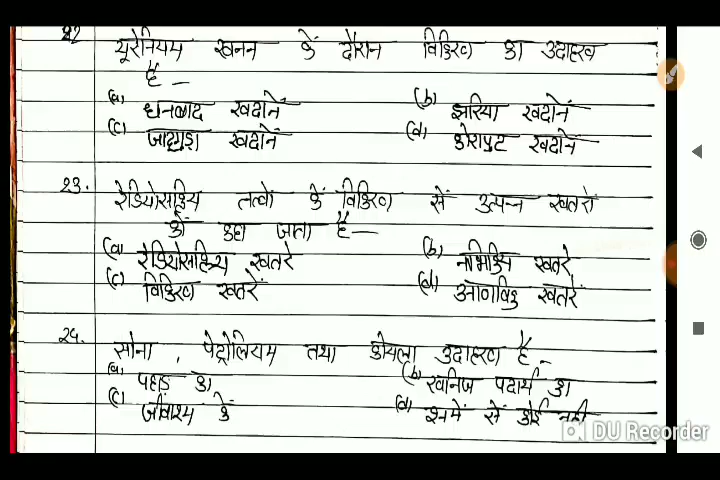 यूरेनियम खनन के दौरान विकिरण का उदाहरण
है -
(a) धनबाद खदानें (b) झरिया खदानें
(c) जादूगुड़ा खदानें (d) कोरापुट खदानें
23. रेडियोसक्रिय तत्वों के विकिरण से उत्पन्न खतरों
को कहा जाता है -
(a) रेडियोसक्रिय खतरे (b) नाभिकिय खतरे
(c) विकिरण खतरें (d) आणविक खतरें
24. सोना, पेट्रोलियम तथा कोयला उदाहरण है -
(a) पहाड का (b) खनिज पदार्थ का
(c) जीवाश्म के (d) इनमें से कोई नही
DU Recorder